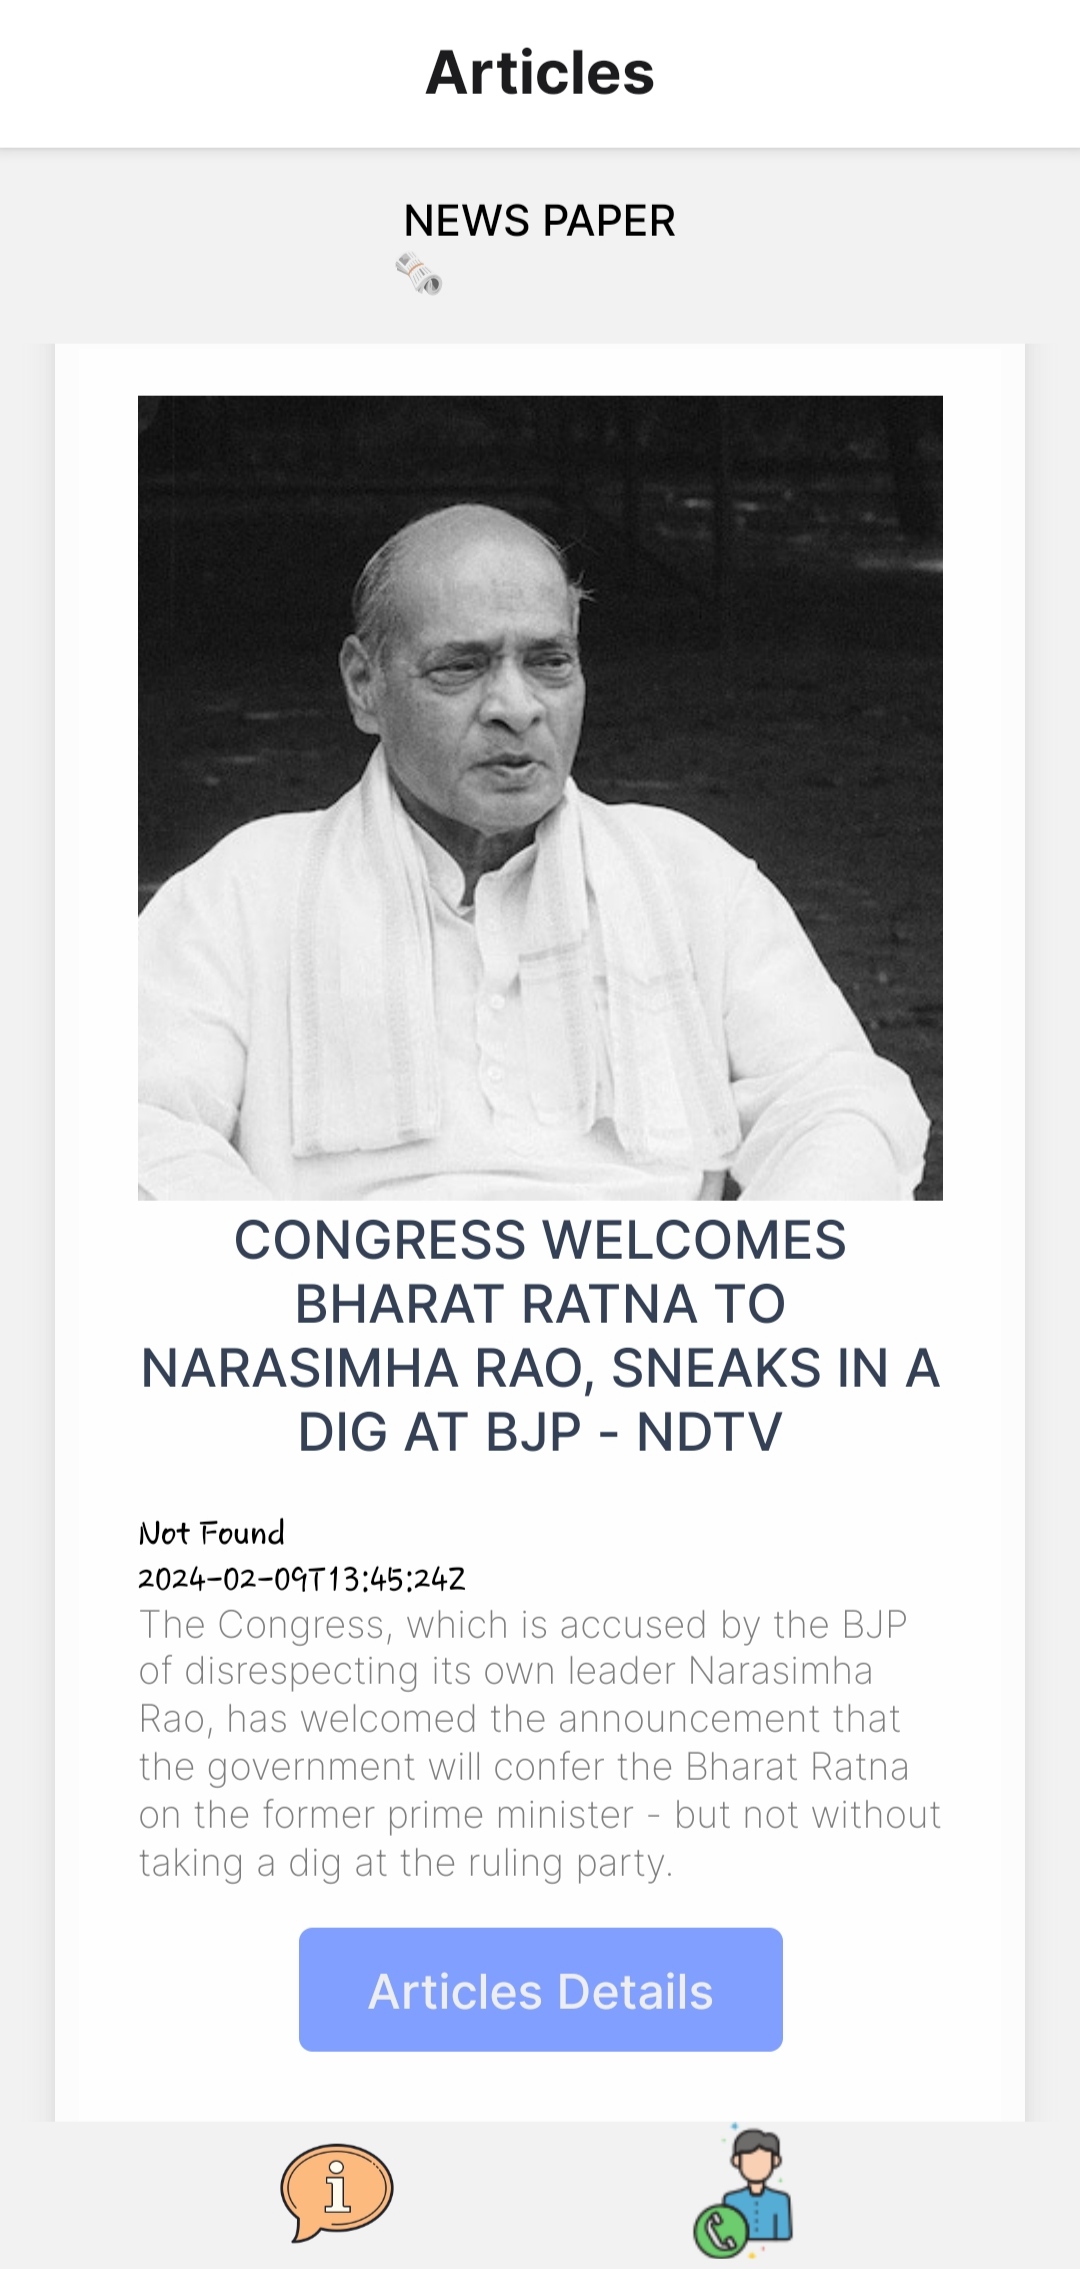 Articles
NEWS PAPER
CONGRESS WELCOMES
BHARAT RATNA TO
NARASIMHA RAO, SNEAKS IN A
DIG AT BJP - NDTV
Not Found
2024-02-09T13:45:24Z
The Congress, which is accused by the BJP
of disrespecting its own leader Narasimha
Rao, has welcomed the announcement that
the government will confer the Bharat Ratna
on the former prime minister - but not without
taking a dig at the ruling party.
Articles Details
i